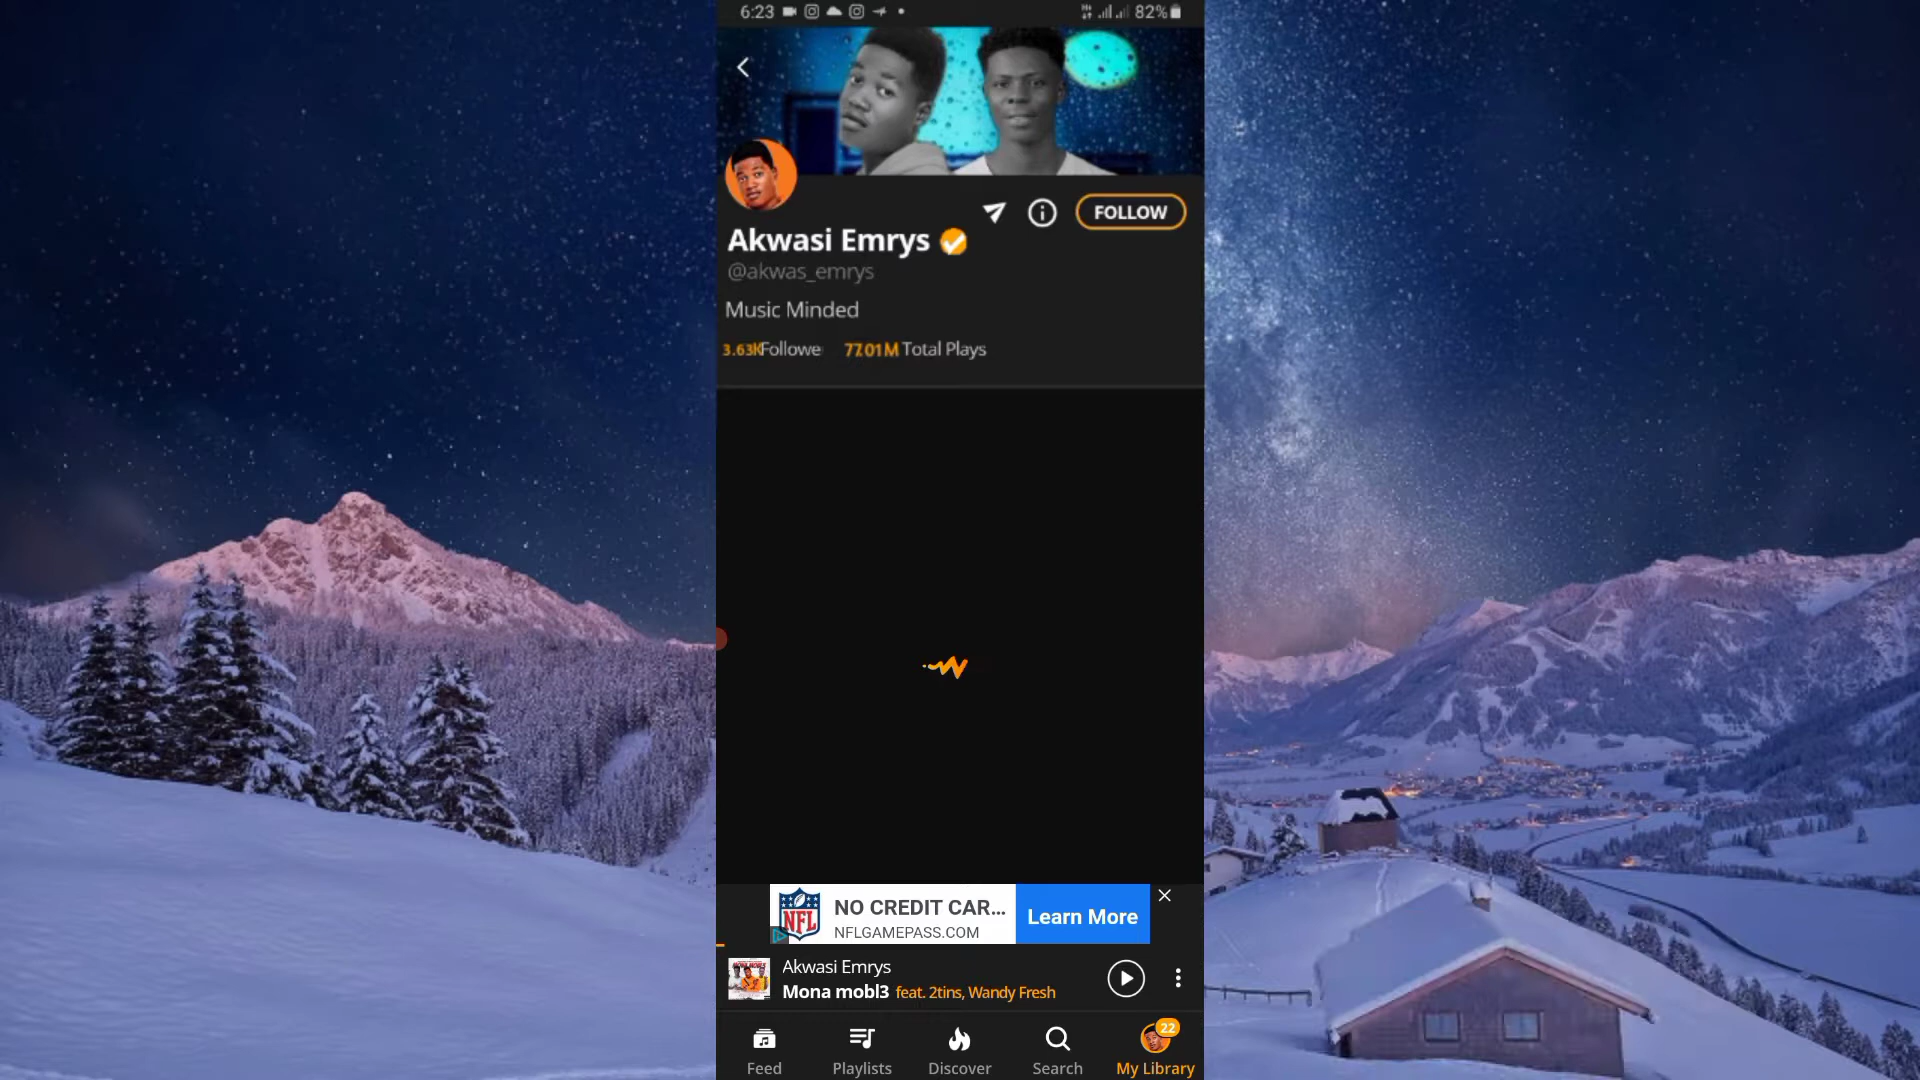 6:23
82%
FOLLOW
Akwasi Emrys
@akwas_emrys
Music Minded
3.63K Followe 77.01M Total Plays
NFL
NO CREDIT CAR...
NFLGAMEPASS.COM
Learn More
Akwasi Emrys
Mona mobl3 feat. 2tins, Wandy Fresh
22
Feed Playlists Discover Search My Library